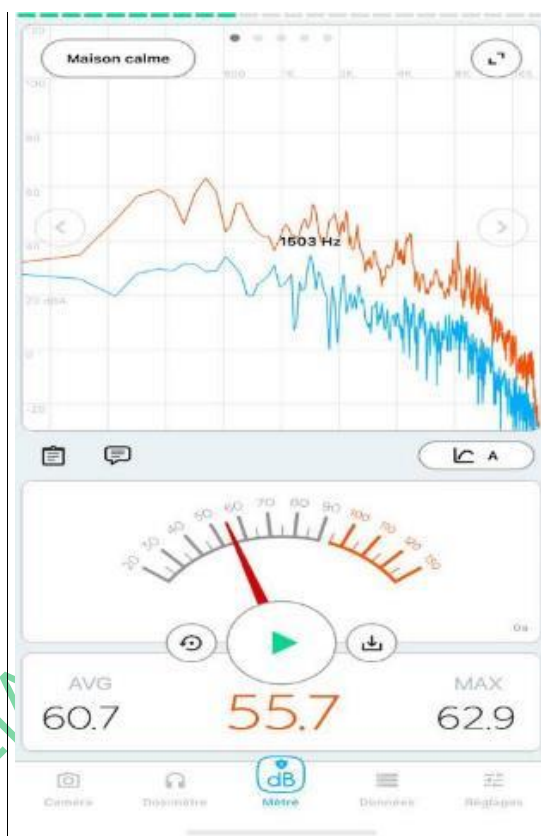 Maison calme
500 1K 2K 4K 8K
100
80
60
40
1503 Hz
20 dBA
0
-20
A
20 30 40 50 60 70 80 90 100 110 120 130
0s
AVG 55.7 MAX
60.7 62.9
dB
Caméra Dosimètre Mètre Données Réglages